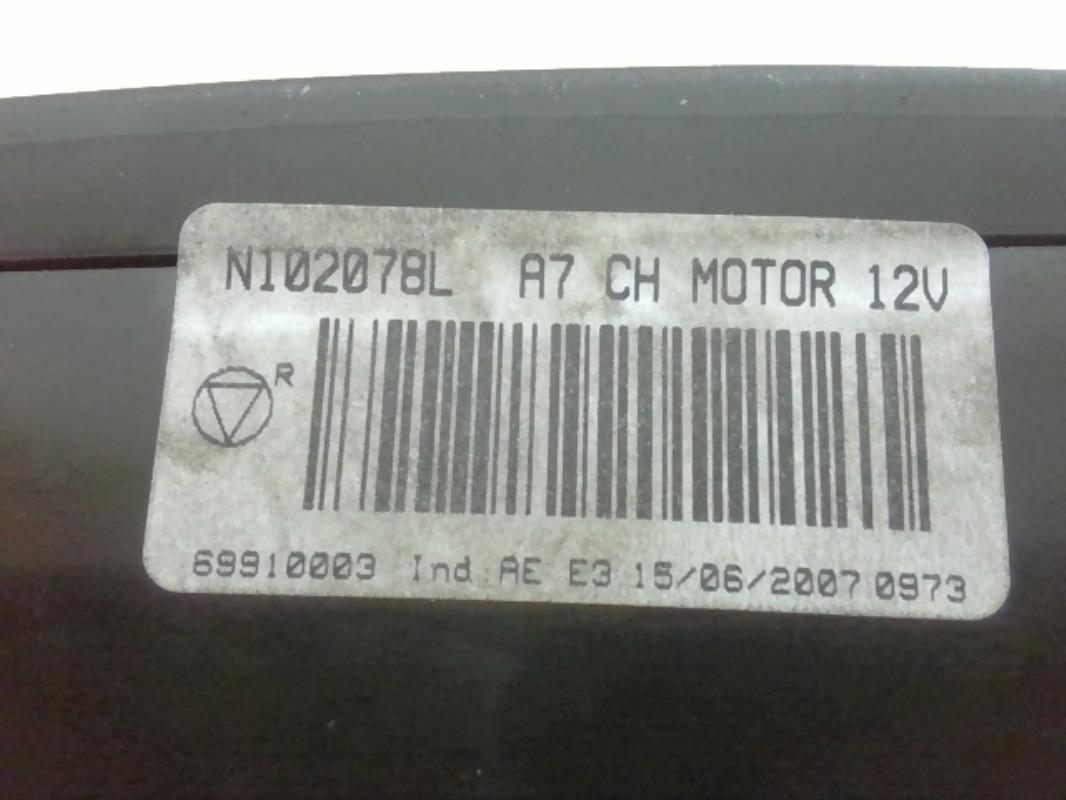 N102078L A7 CH MOTOR 12V
R
69910003 Ind AE E3 15/06/2007 0973